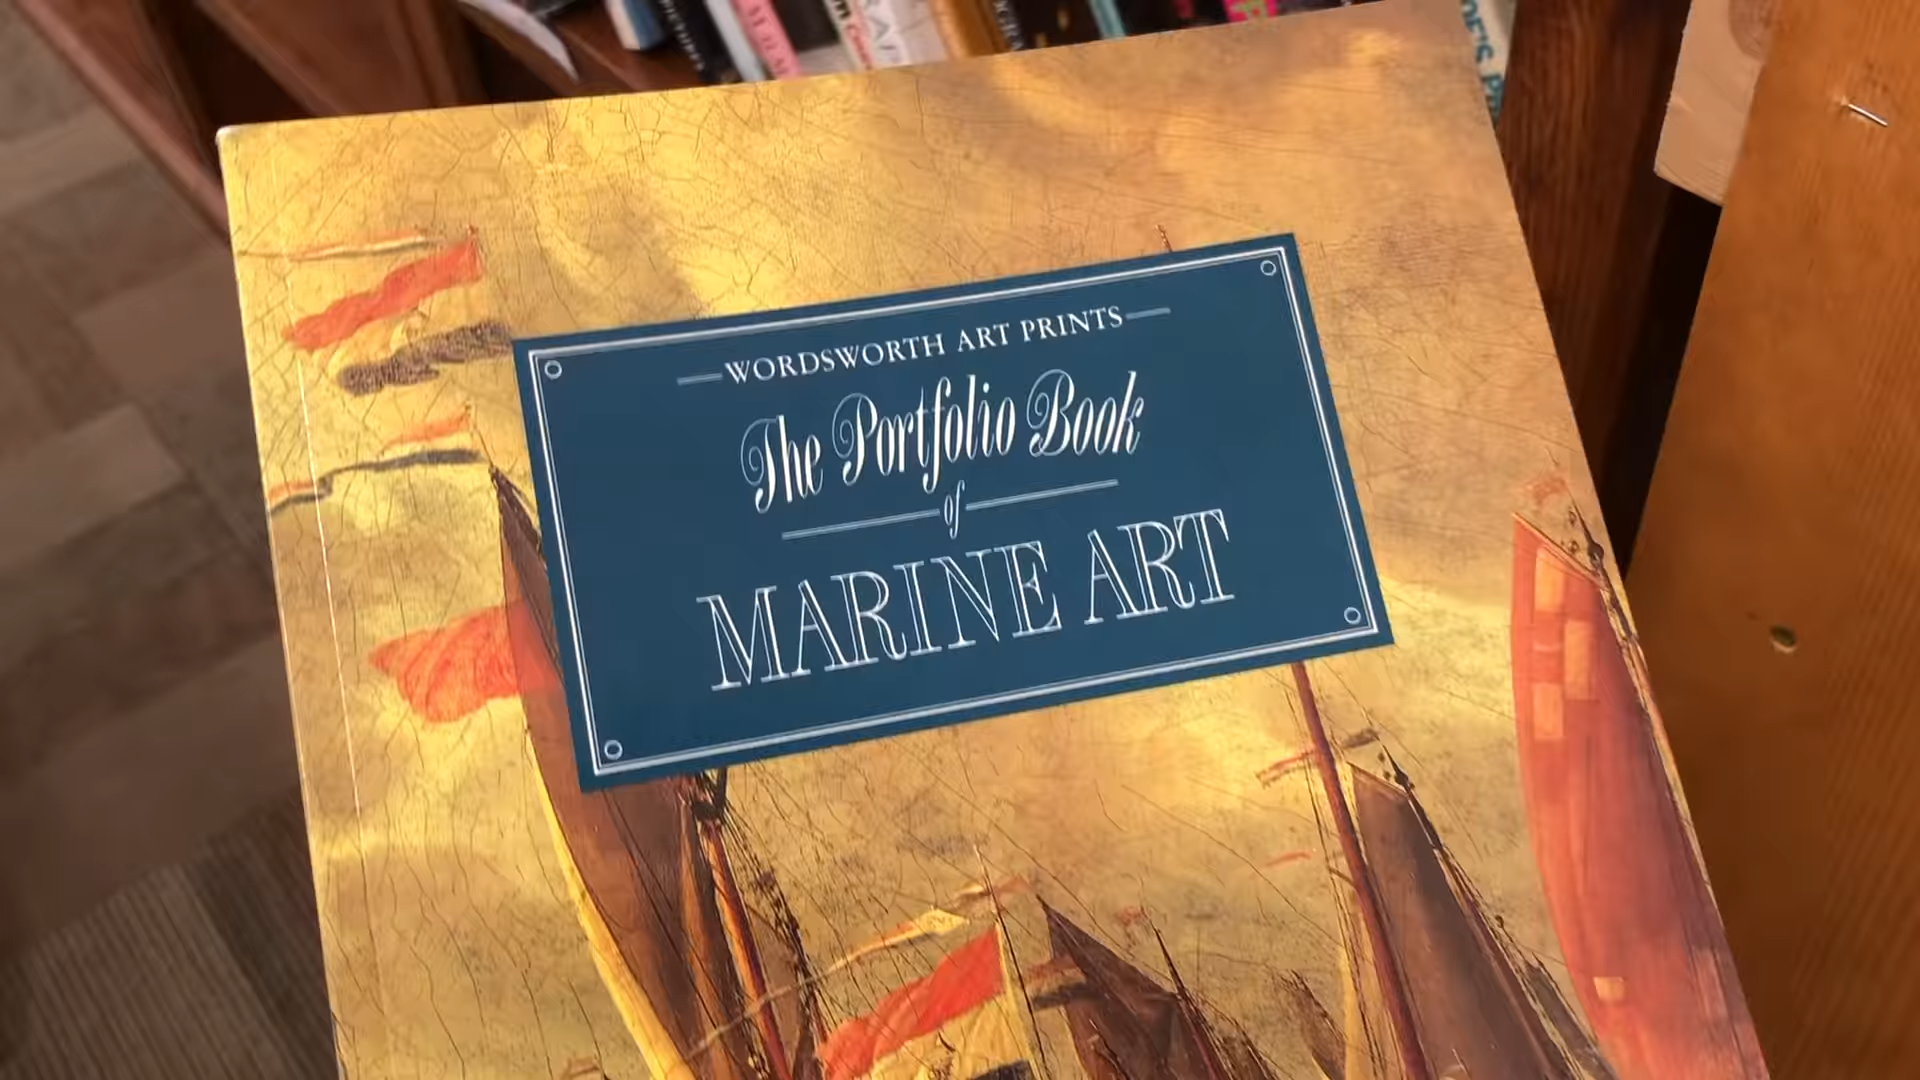 WORDSWORTH ART PRINTS
The Portfolio Book
of
MARINE ART